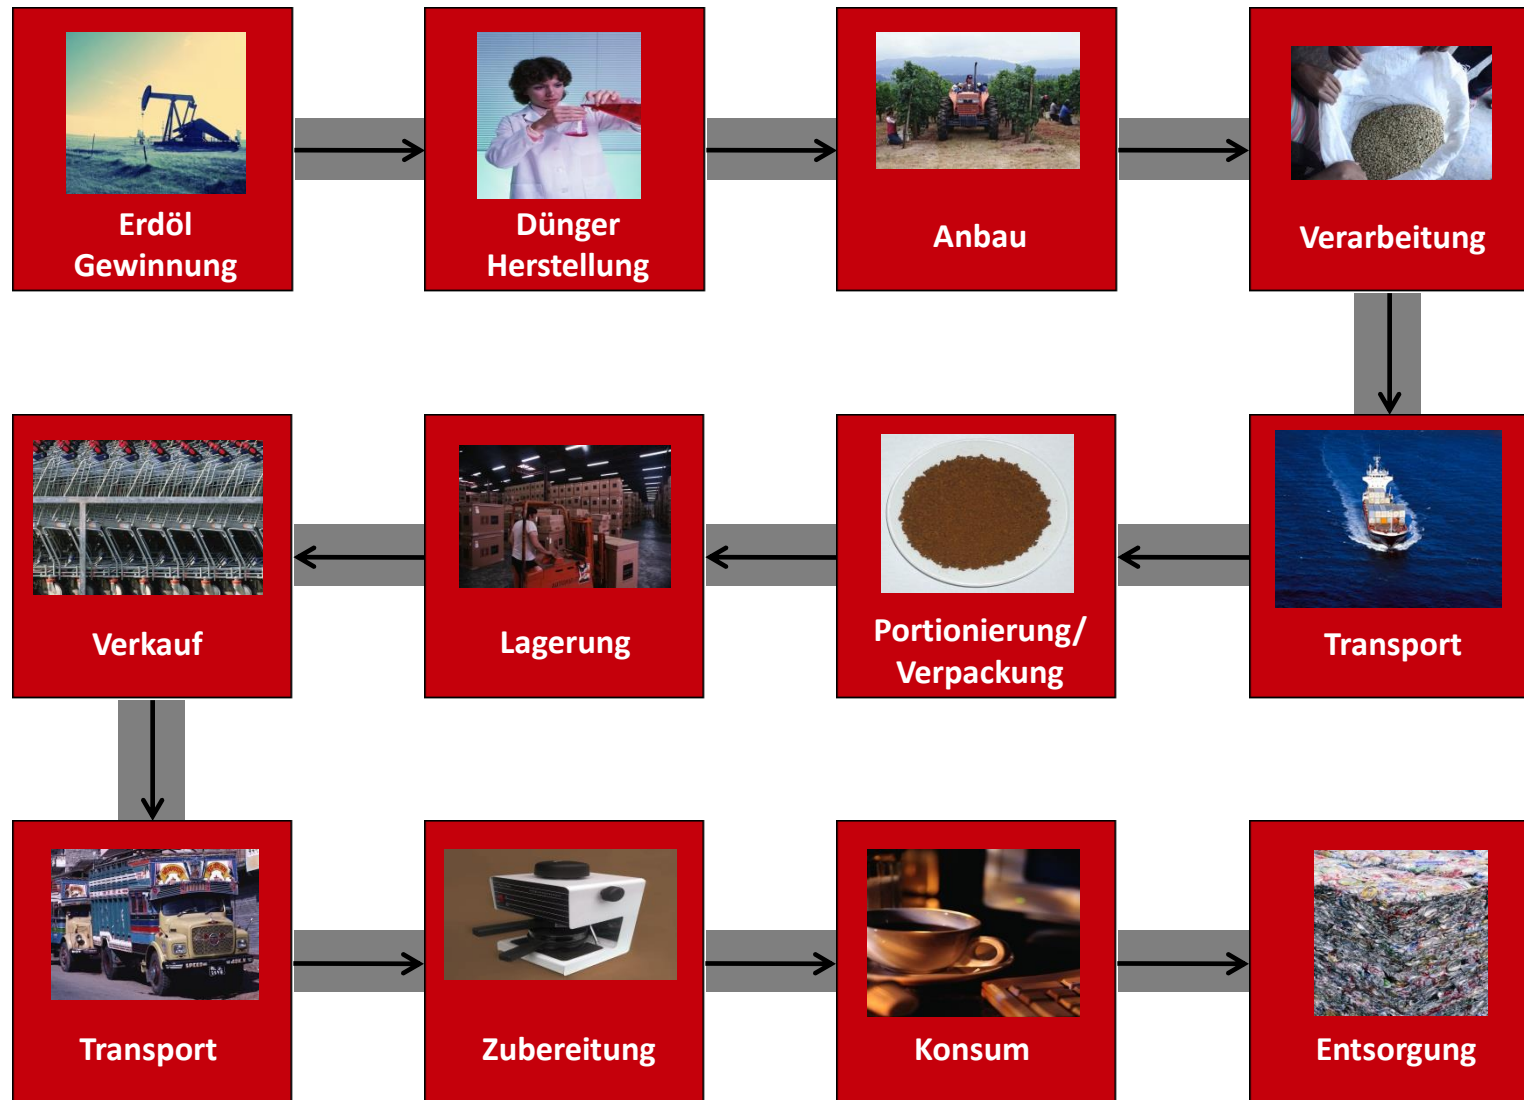 Erdöl
Gewinnung
Dünger
Herstellung
Anbau
Verarbeitung
Verkauf
Lagerung
Portionierung/
Verpackung
Transport
Transport
Zubereitung
Konsum
Entsorgung